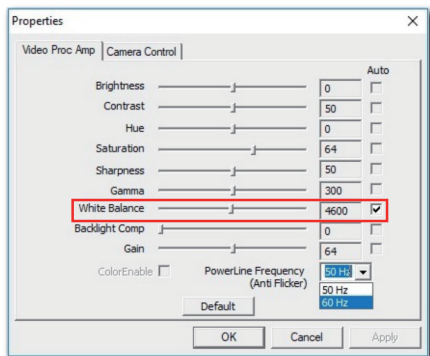 Properties
Video Proc Amp Camera Control
Auto
Brightness 0
Contrast 50
Hue 0
Saturation 64
Sharpness 50
Gamma 300
White Balance 4600
Backlight Comp 0
Gain 64
ColorEnable PowerLine Frequency 50 Hz
(Anti Flicker) 50 Hz
60 Hz
Default
OK Cancel Apply